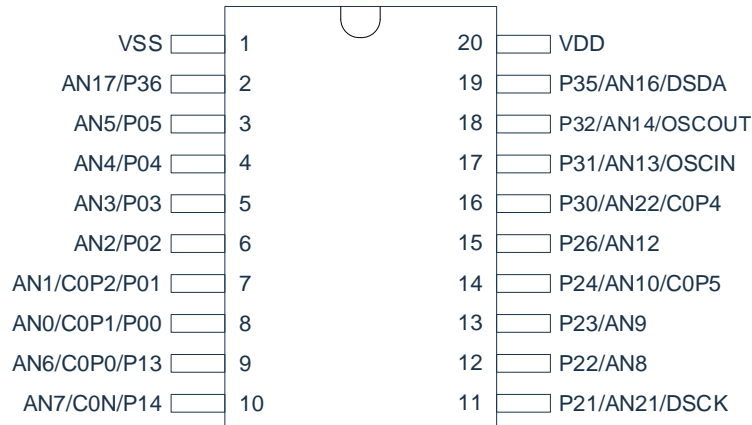 VSS 1 20 VDD
AN17/P36 2 19 P35/AN16/DSDA
AN5/P05 3 18 P32/AN14/OSCOUT
AN4/P04 4 17 P31/AN13/OSCIN
AN3/P03 5 16 P30/AN22/C0P4
AN2/P02 6 15 P26/AN12
AN1/C0P2/P01 7 14 P24/AN10/C0P5
AN0/C0P1/P00 8 13 P23/AN9
AN6/C0P0/P13 9 12 P22/AN8
AN7/C0N/P14 10 11 P21/AN21/DSCK